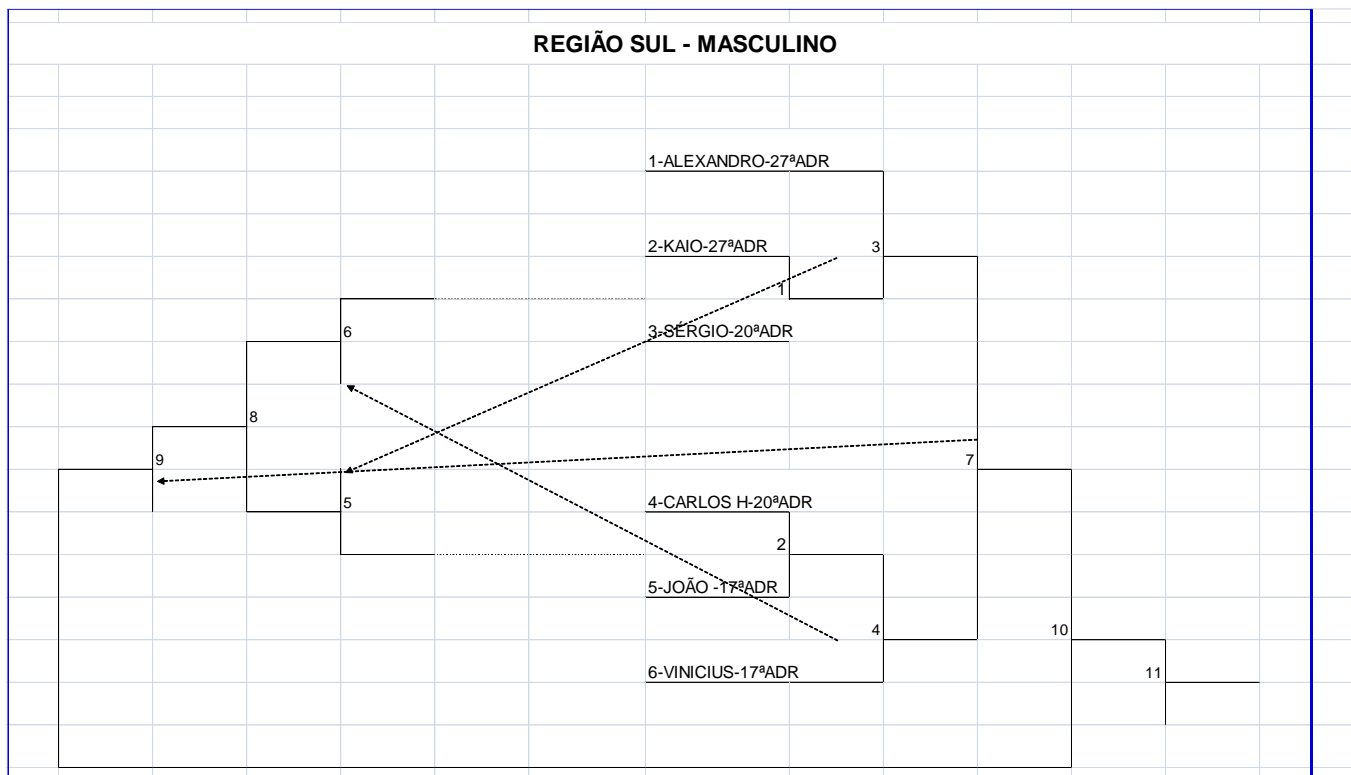 REGIÃO SUL - MASCULINO
1-ALEXANDRO-27ªADR
2-KAIO-27ªADR
3
1
6
3-SÉRGIO-20ªADR
8
9
7
5
4-CARLOS H-20ªADR
2
5-JOÃO -17ªADR
4
10
6-VINICIUS-17ªADR
11